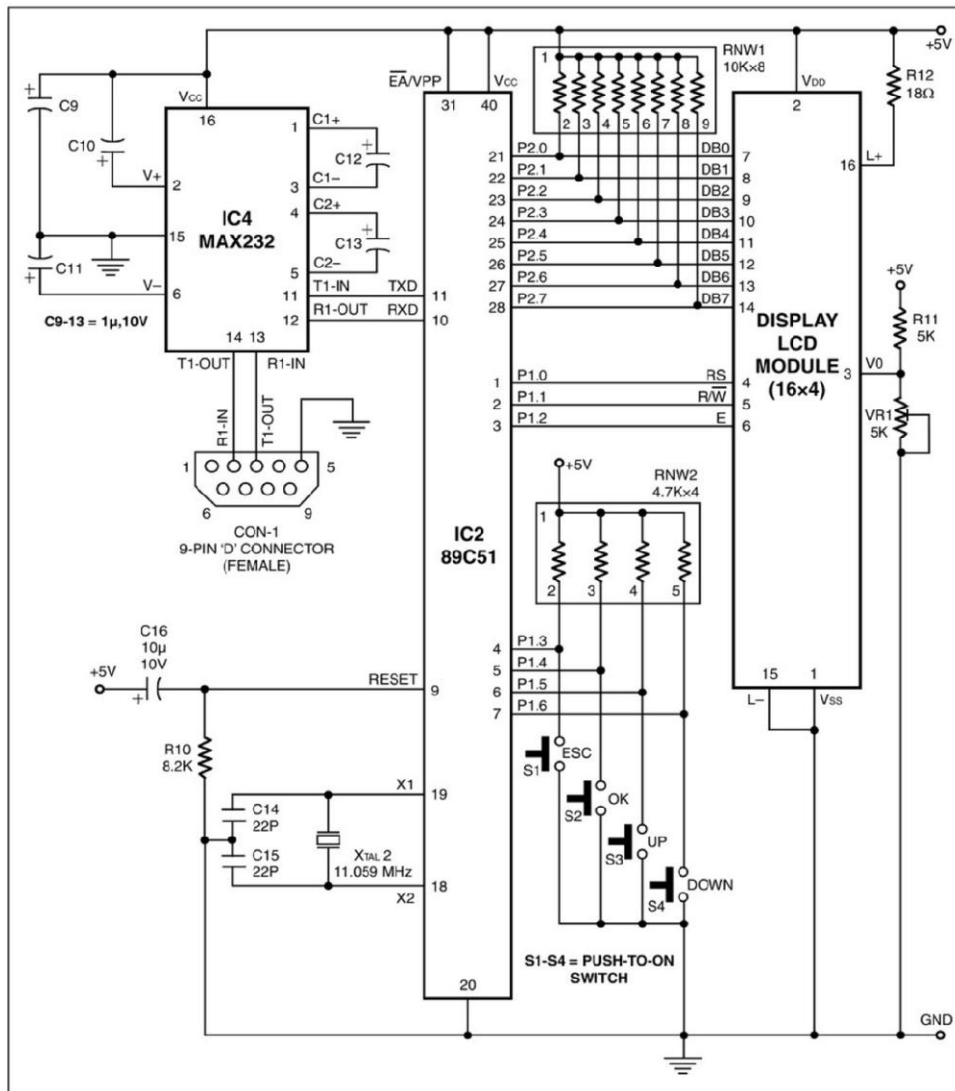 +5V
RNW1
10K×8
1
2 3 4 5 6 7 8 9
R12
18Ω
EA/VPP
VCC
31
40
VDD
2
L+
16
C9
C10
VCC
16
V+
2
IC4
MAX232
15
C11
V–
6
C9-13 = 1µ,10V
1
C1+
C12
3
C1–
4
C2+
C13
5
C2–
11
T1-IN
TXD
11
12
R1-OUT
RXD
10
14 13
T1-OUT
R1-IN
R1-IN
T1-OUT
1
5
6
9
CON-1
9-PIN ‘D’ CONNECTOR
(FEMALE)
21 P2.0 DB0 7
22 P2.1 DB1 8
23 P2.2 DB2 9
24 P2.3 DB3 10
25 P2.4 DB4 11
26 P2.5 DB5 12
27 P2.6 DB6 13
28 P2.7 DB7 14
1 P1.0 RS 4
2 P1.1 R/W 5
3 P1.2 E 6
DISPLAY
LCD
MODULE
(16×4)
+5V
R11
5K
3
V0
VR1
5K
+5V
RNW2
4.7K×4
1
2 3 4 5
IC2
89C51
4 P1.3
5 P1.4
6 P1.5
7 P1.6
15
1
L–
VSS
C16
10µ
10V
+5V
RESET
9
R10
8.2K
C14
22P
C15
22P
X1
19
XTAL 2
11.059 MHz
18
X2
S1
ESC
S2
OK
S3
UP
S4
DOWN
S1-S4 = PUSH-TO-ON
SWITCH
20
GND